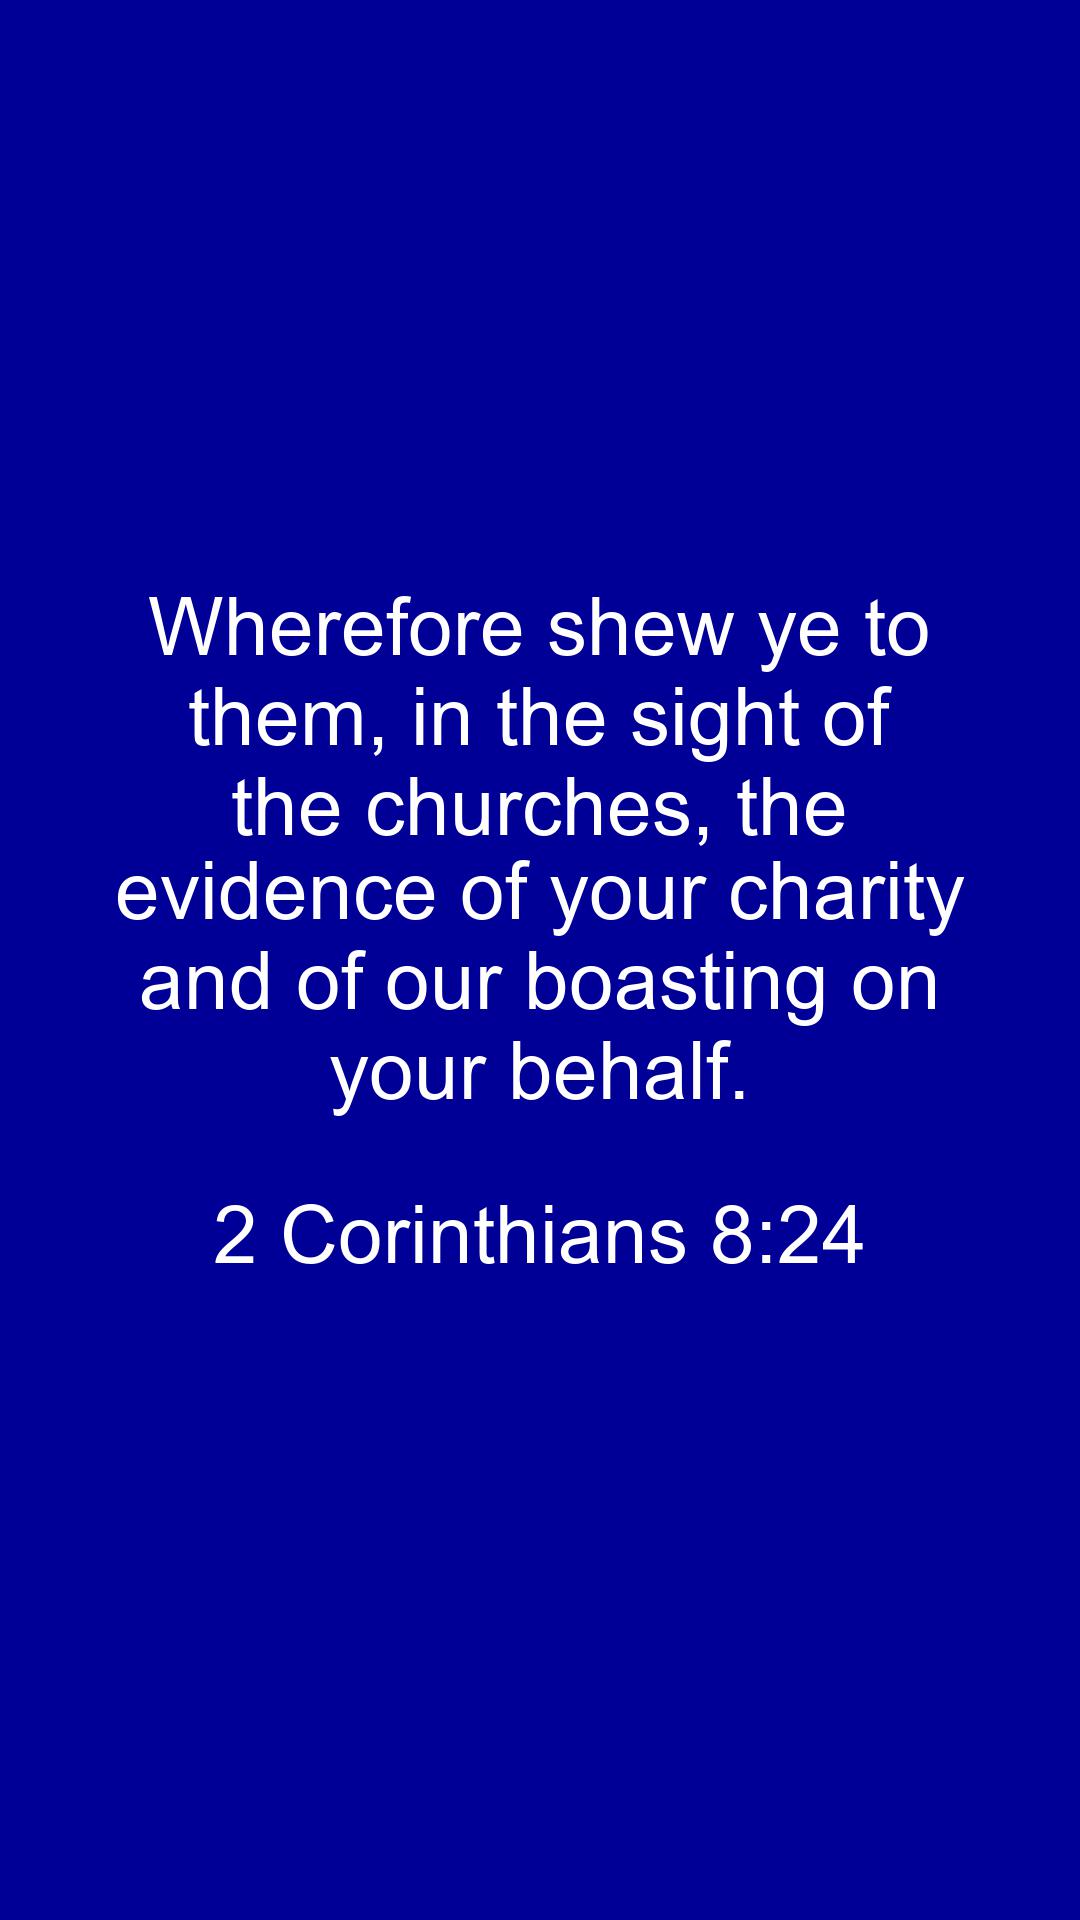 Wherefore shew ye to
them, in the sight of
the churches, the
evidence of your charity
and of our boasting on
your behalf.
2 Corinthians 8:24